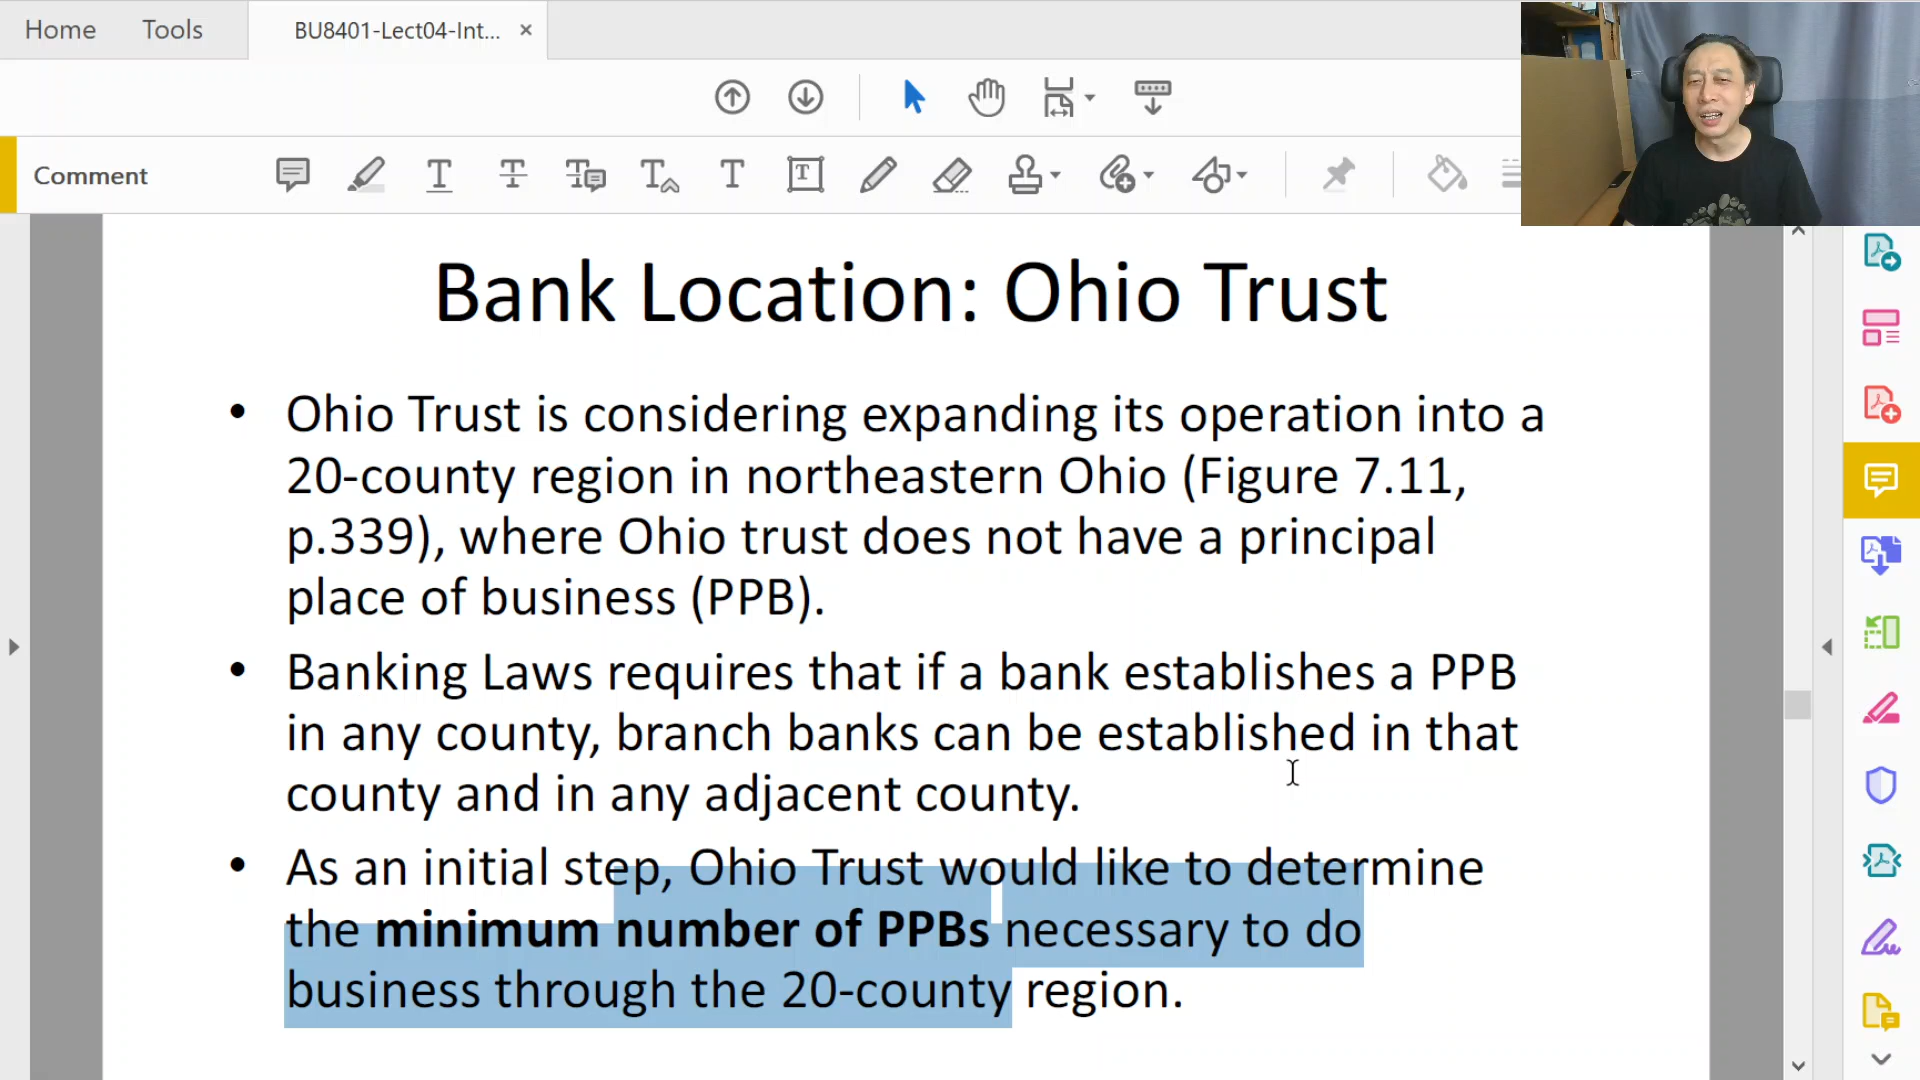 Home
Tools
BU8401-Lect04-Int...
Comment
Bank Location: Ohio Trust
• Ohio Trust is considering expanding its operation into a
20-county region in northeastern Ohio (Figure 7.11,
p.339), where Ohio trust does not have a principal
place of business (PPB).
• Banking Laws requires that if a bank establishes a PPB
in any county, branch banks can be established in that
county and in any adjacent county.
• As an initial step, Ohio Trust would like to determine
the minimum number of PPBs necessary to do
business through the 20-county region.